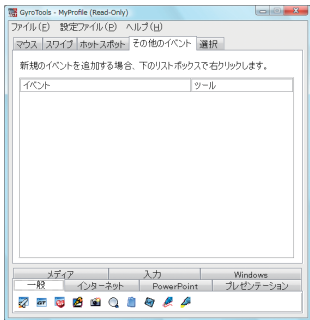 GyroTools - MyProfile (Read-Only)
ファイル(F) 設定ファイル(P) ヘルプ(H)
マウス スワイプ ホットスポット その他のイベント 選択
新規のイベントを追加する場合、下のリストボックスで右クリックします。
イベント ツール
メディア 入力 Windows
一般 インターネット PowerPoint プレゼンテーション